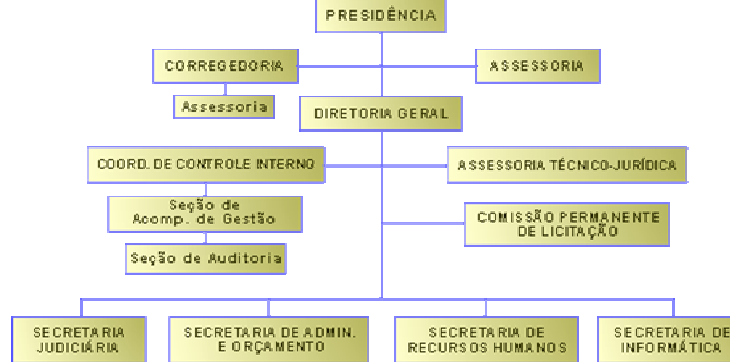 PRESIDÊNCIA
CORREGEDORIA
ASSESSORIA
Assessoria
DIRETORIA GERAL
COORD. DE CONTROLE INTERNO
ASSESSORIA TÉCNICO-JURÍDICA
Seção de
Acomp. de Gestão
COMISSÃO PERMANENTE
DE LICITAÇÃO
Seção de Auditoria
SECRETARIA
JUDICIÁRIA
SECRETARIA DE ADMIN.
E ORÇAMENTO
SECRETARIA DE
RECURSOS HUMANOS
SECRETARIA DE
INFORMÁTICA